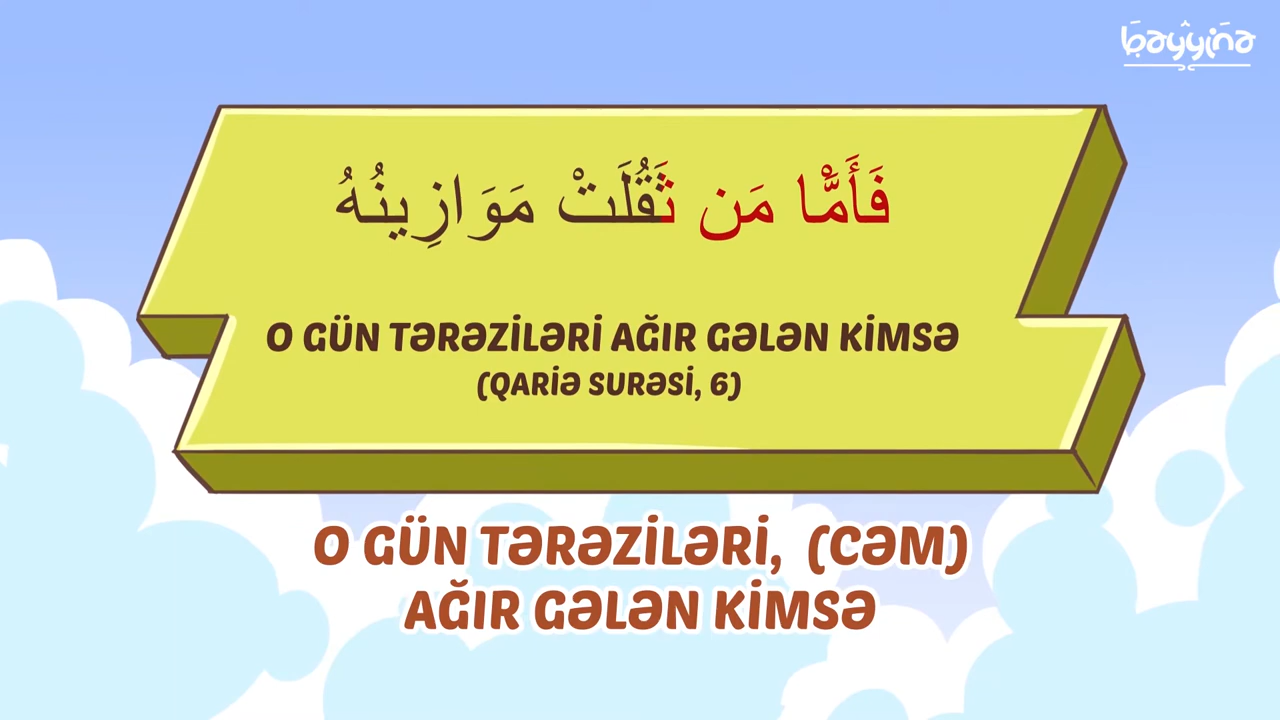 bayyina
فَأَمَّا مَن ثَقُلَتْ مَوَازِينُهُ
O GÜN TƏRƏZİLƏRİ AĞIR GƏLƏN KİMSƏ
(QARİƏ SURƏSİ, 6)
O GÜN TƏRƏZİLƏRİ, (CƏM)
AĞIR GƏLƏN KİMSƏ